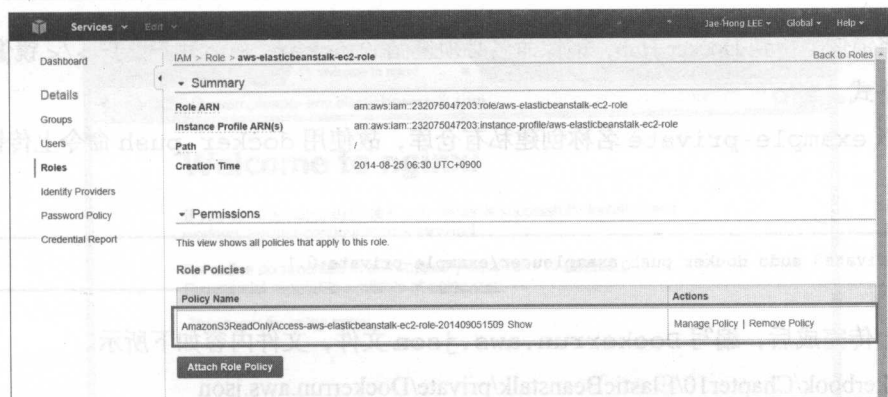 Services Edit Jae-Hong LEE Global Help
Dashboard
IAM > Role > aws-elasticbeanstalk-ec2-role
Back to Roles
Summary
Details
Role ARN arn:aws:iam::232075047203:role/aws-elasticbeanstalk-ec2-role
Groups
Instance Profile ARN(s) arn:aws:iam::232075047203:instance-profile/aws-elasticbeanstalk-ec2-role
Users
Path /
Roles
Creation Time 2014-08-25 06:30 UTC+0900
Identity Providers
Password Policy
Permissions
Credential Report
This view shows all policies that apply to this role.
Role Policies
Policy Name Actions
AmazonS3ReadOnlyAccess-aws-elasticbeanstalk-ec2-role-201409051509 Show Manage Policy | Remove Policy
Attach Role Policy